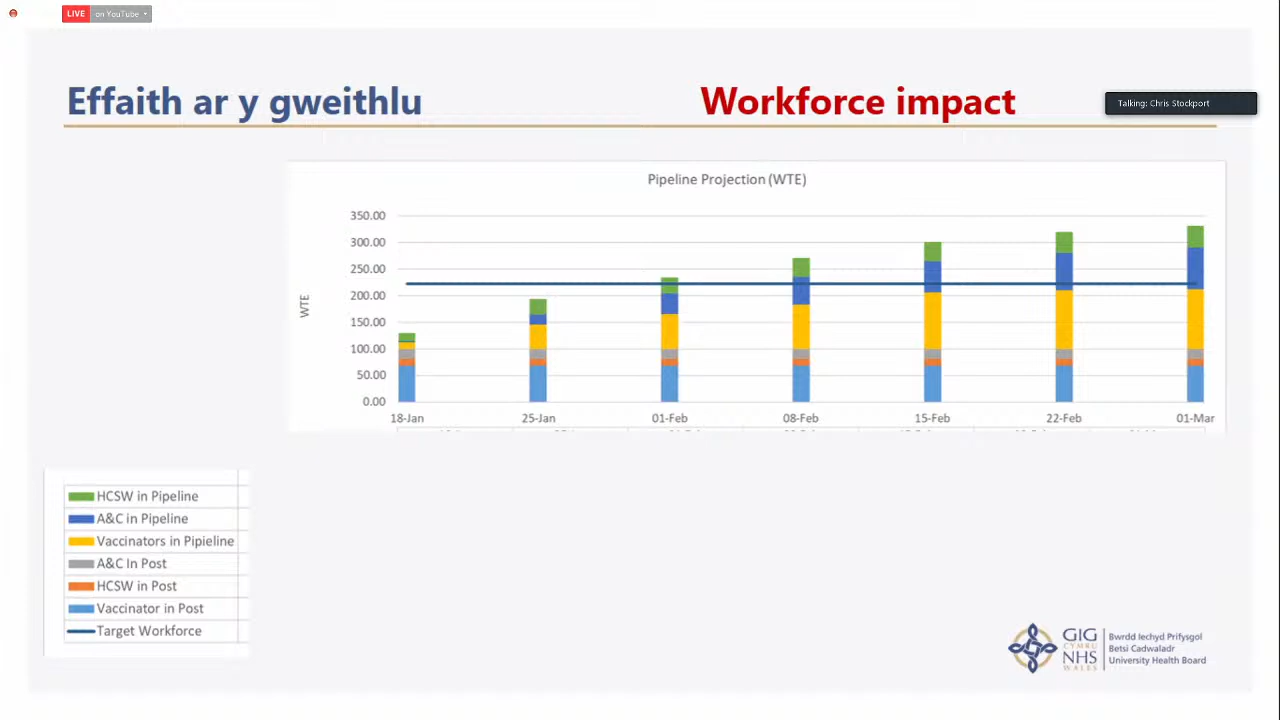 LIVE on YouTube
Effaith ar y gweithlu
Workforce impact
Talking: Chris Stockport
Pipeline Projection (WTE)
WTE
350.00
300.00
250.00
200.00
150.00
100.00
50.00
0.00
18-Jan 25-Jan 01-Feb 08-Feb 15-Feb 22-Feb 01-Mar
HCSW in Pipeline
A&C in Pipeline
Vaccinators in Pipieline
A&C In Post
HCSW in Post
Vaccinator in Post
Target Workforce
GIG
CYMRU
NHS
WALES
Bwrdd Iechyd Prifysgol
Betsi Cadwaladr
University Health Board